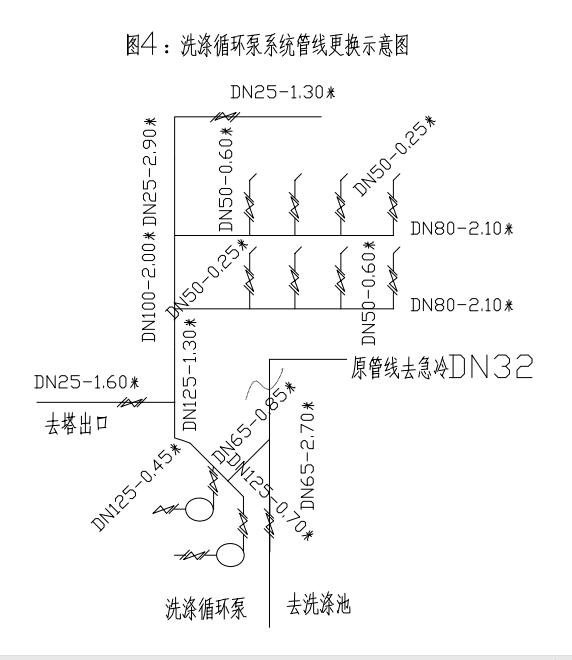 图4：洗涤循环泵系统管线更换示意图
DN25-1.30米
DN25-2.90米
DN50-0.60米
DN50-0.25米
DN80-2.10米
DN100-2.00米
DN50-0.25米
DN50-0.60米
DN80-2.10米
DN125-1.30米
原管线去急冷DN32
DN25-1.60米
去塔出口
DN65-0.85米
DN65-2.70米
DN125-0.45米
DN125-0.70米
洗涤循环泵
去洗涤池